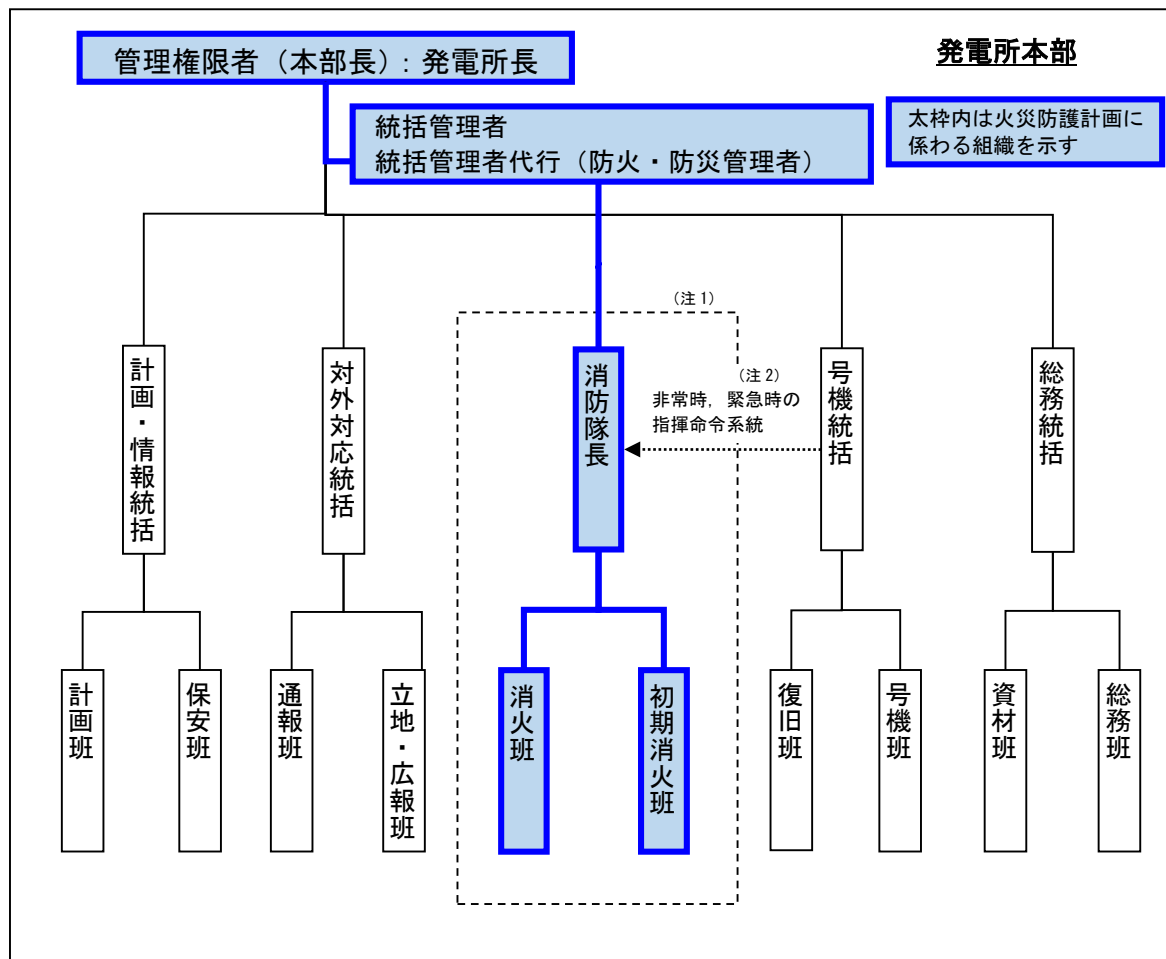 管理権限者（本部長）：発電所長
発電所本部
統括管理者
統括管理者代行（防火・防災管理者）
太枠内は火災防護計画に
係わる組織を示す
（注1）
計画・情報統括
対外対応統括
消防隊長
（注2）
非常時，緊急時の
指揮命令系統
号機統括
総務統括
計画班
保安班
通報班
立地・広報班
消火班
初期消火班
復旧班
号機班
資材班
総務班